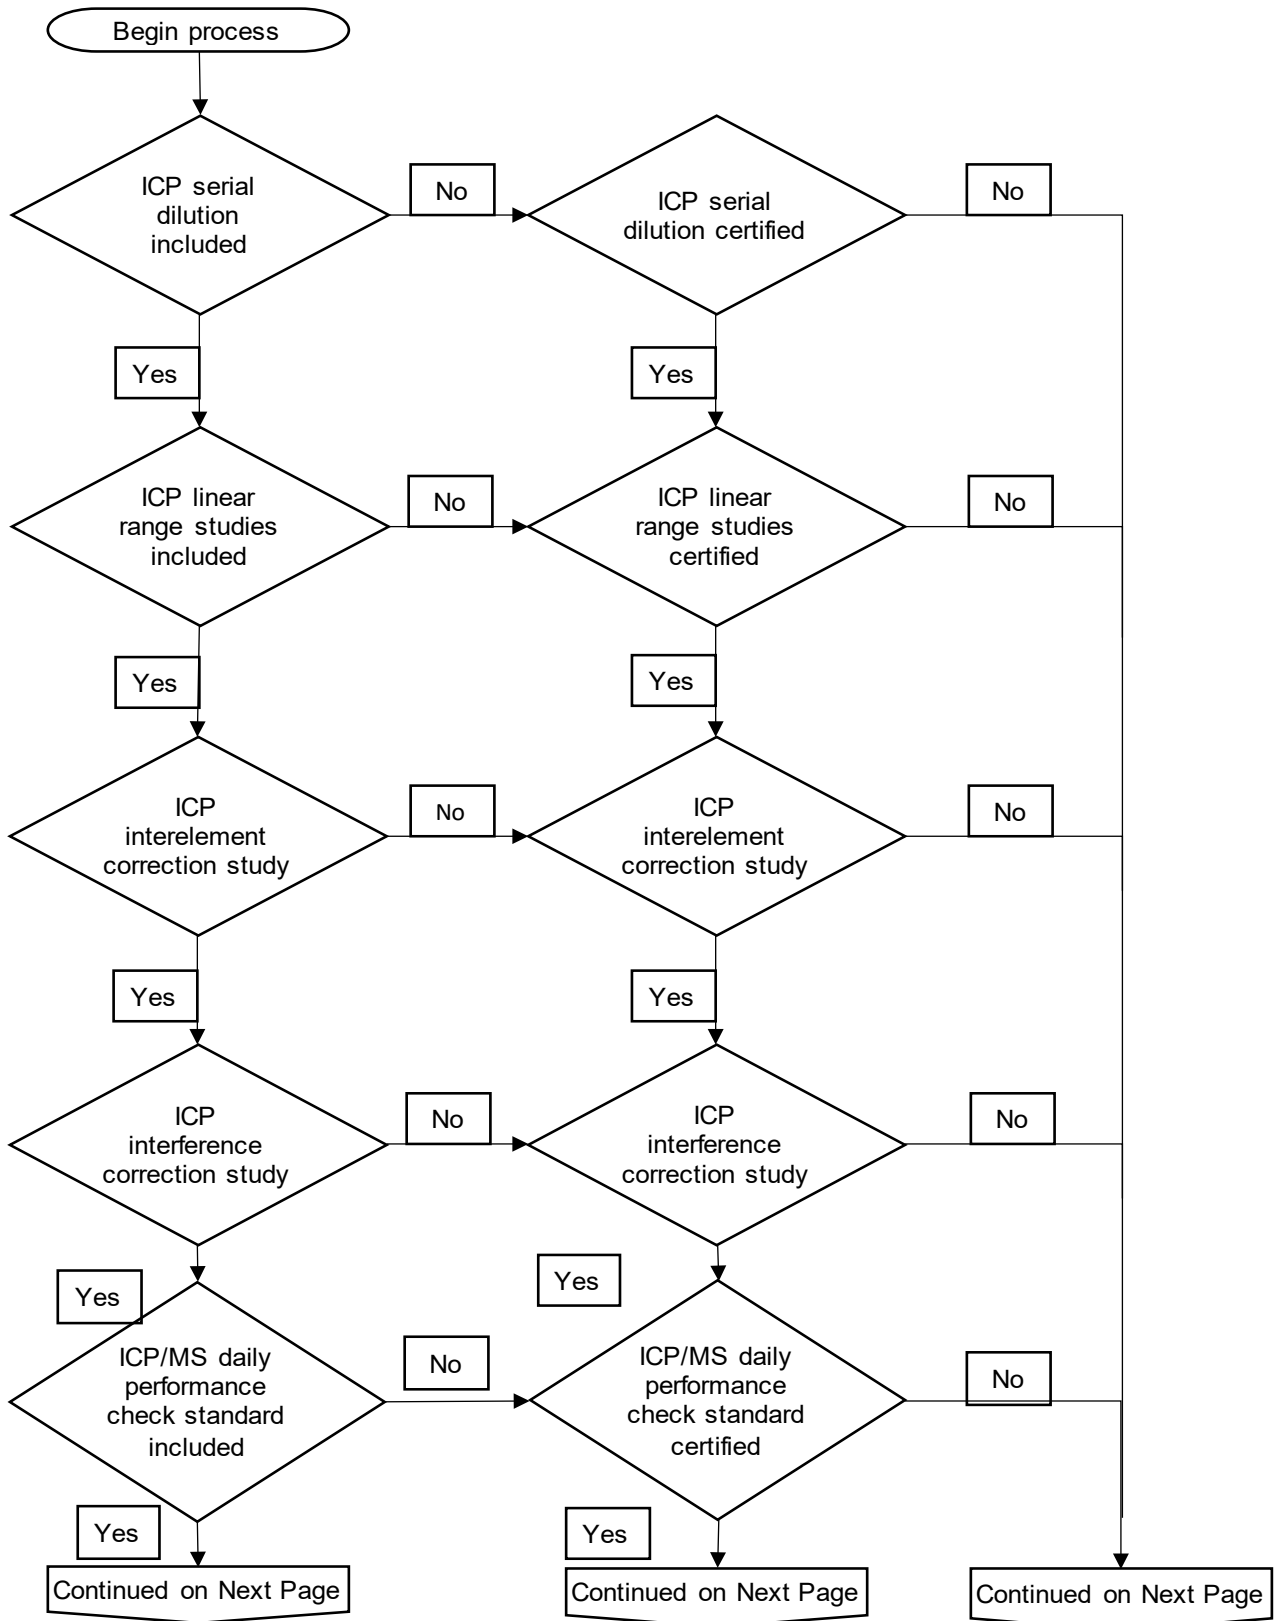 Begin process
ICP serial
dilution
included
No
ICP serial
dilution certified
No
Yes
Yes
ICP linear
range studies
included
No
ICP linear
range studies
certified
No
Yes
Yes
ICP
interelement
correction study
No
ICP
interelement
correction study
No
Yes
Yes
ICP
interference
correction study
No
ICP
interference
correction study
No
Yes
Yes
ICP/MS daily
performance
check standard
included
No
ICP/MS daily
performance
check standard
certified
No
Yes
Yes
Continued on Next Page
Continued on Next Page
Continued on Next Page